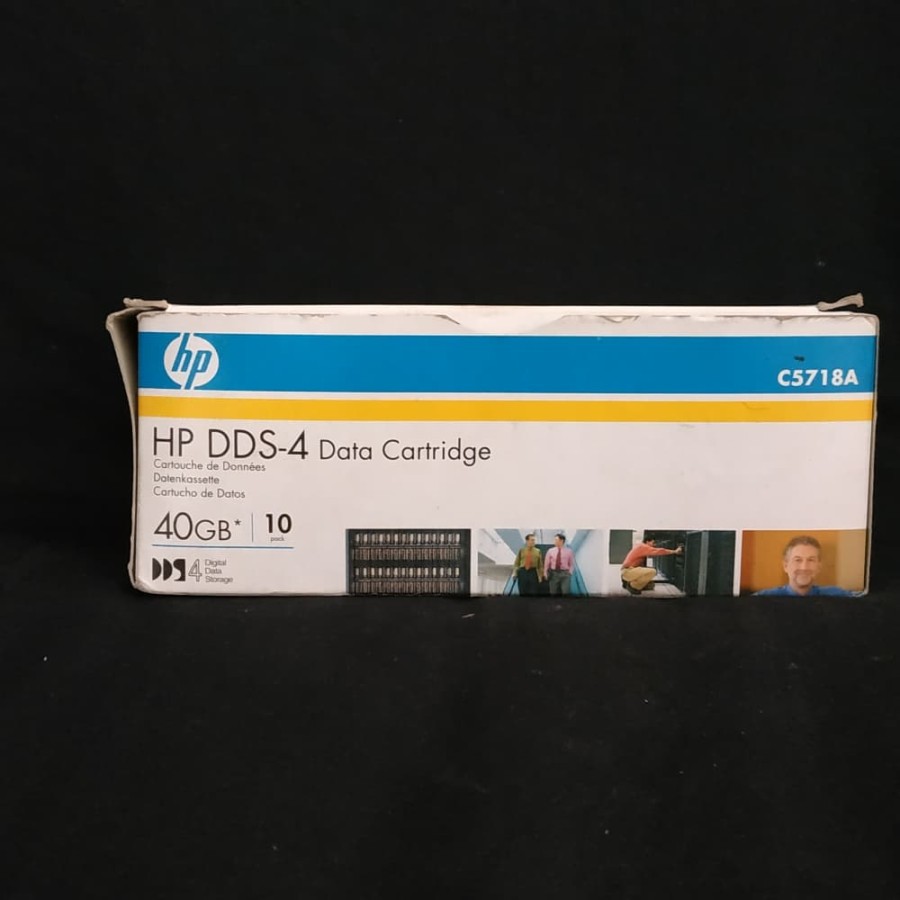 hp
C5718A
HP DDS-4 Data Cartridge
Cartouche de Données
Datenkassette
Cartucho de Datos
40GB* 10
pack
DDS4 Digital
Data
Storage